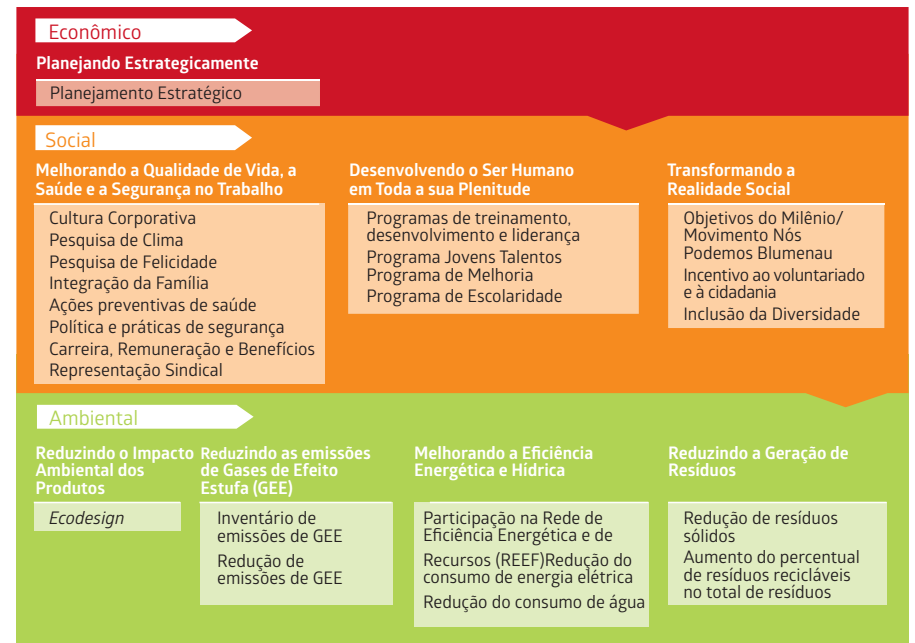 Econômico
Planejando Estrategicamente
Planejamento Estratégico
Social
Melhorando a Qualidade de Vida, a
Saúde e a Segurança no Trabalho
Cultura Corporativa
Pesquisa de Clima
Pesquisa de Felicidade
Integração da Família
Ações preventivas de saúde
Política e práticas de segurança
Carreira, Remuneração e Benefícios
Representação Sindical
Desenvolvendo o Ser Humano
em Toda a sua Plenitude
Programas de treinamento,
desenvolvimento e liderança
Programa Jovens Talentos
Programa de Melhoria
Programa de Escolaridade
Transformando a
Realidade Social
Objetivos do Milênio/
Movimento Nós
Podemos Blumenau
Incentivo ao voluntariado
e à cidadania
Inclusão da Diversidade
Ambiental
Reduzindo o Impacto
Ambiental dos
Produtos
Ecodesign
Reduzindo as emissões
de Gases de Efeito
Estufa (GEE)
Inventário de
emissões de GEE
Redução de
emissões de GEE
Melhorando a Eficiência
Energética e Hídrica
Participação na Rede de
Eficiência Energética e de
Recursos (REEF)Redução do
consumo de energia elétrica
Redução do consumo de água
Reduzindo a Geração de
Resíduos
Redução de resíduos
sólidos
Aumento do percentual
de resíduos recicláveis
no total de resíduos